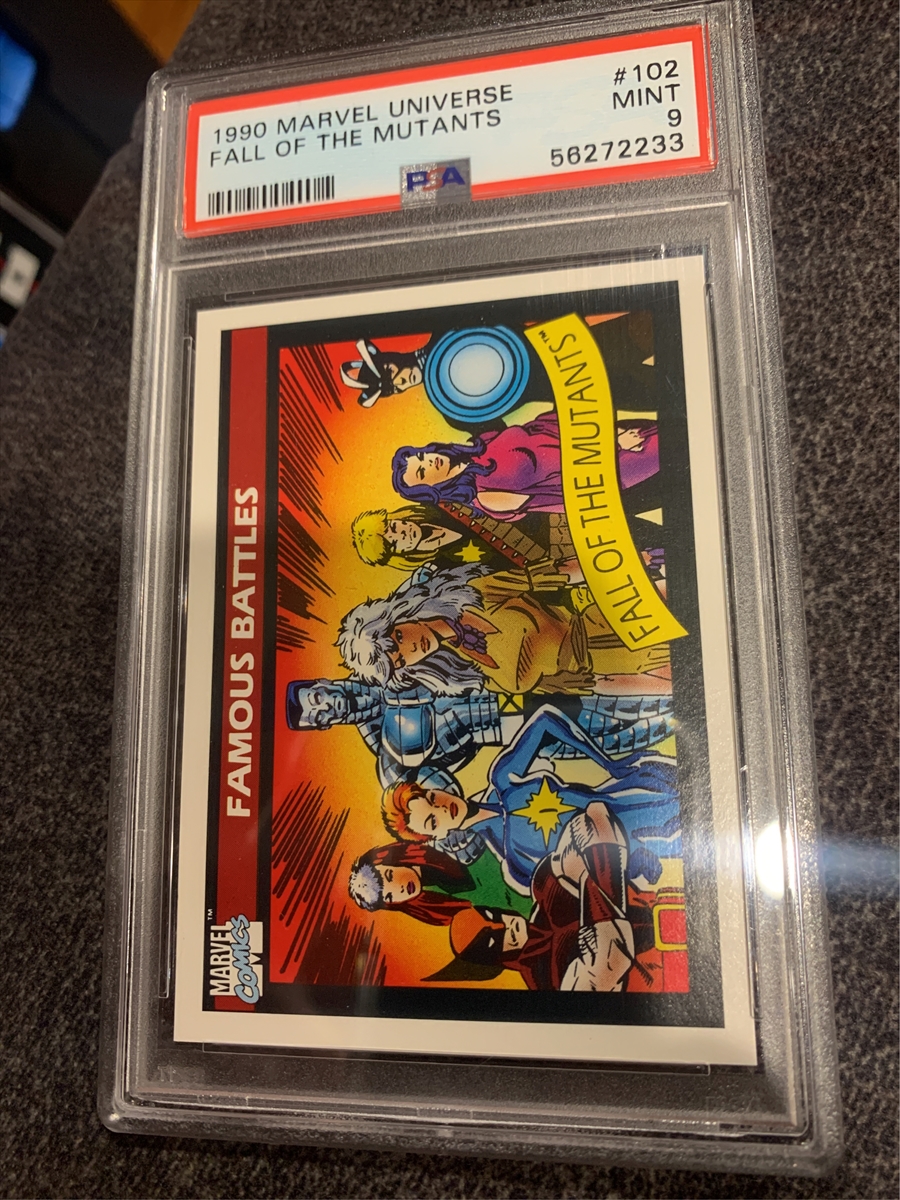 1990 MARVEL UNIVERSE
FALL OF THE MUTANTS
#102
MINT
9
56272233
PSA
MARVEL™
COMICS
FAMOUS BATTLES
FALL OF THE MUTANTS™